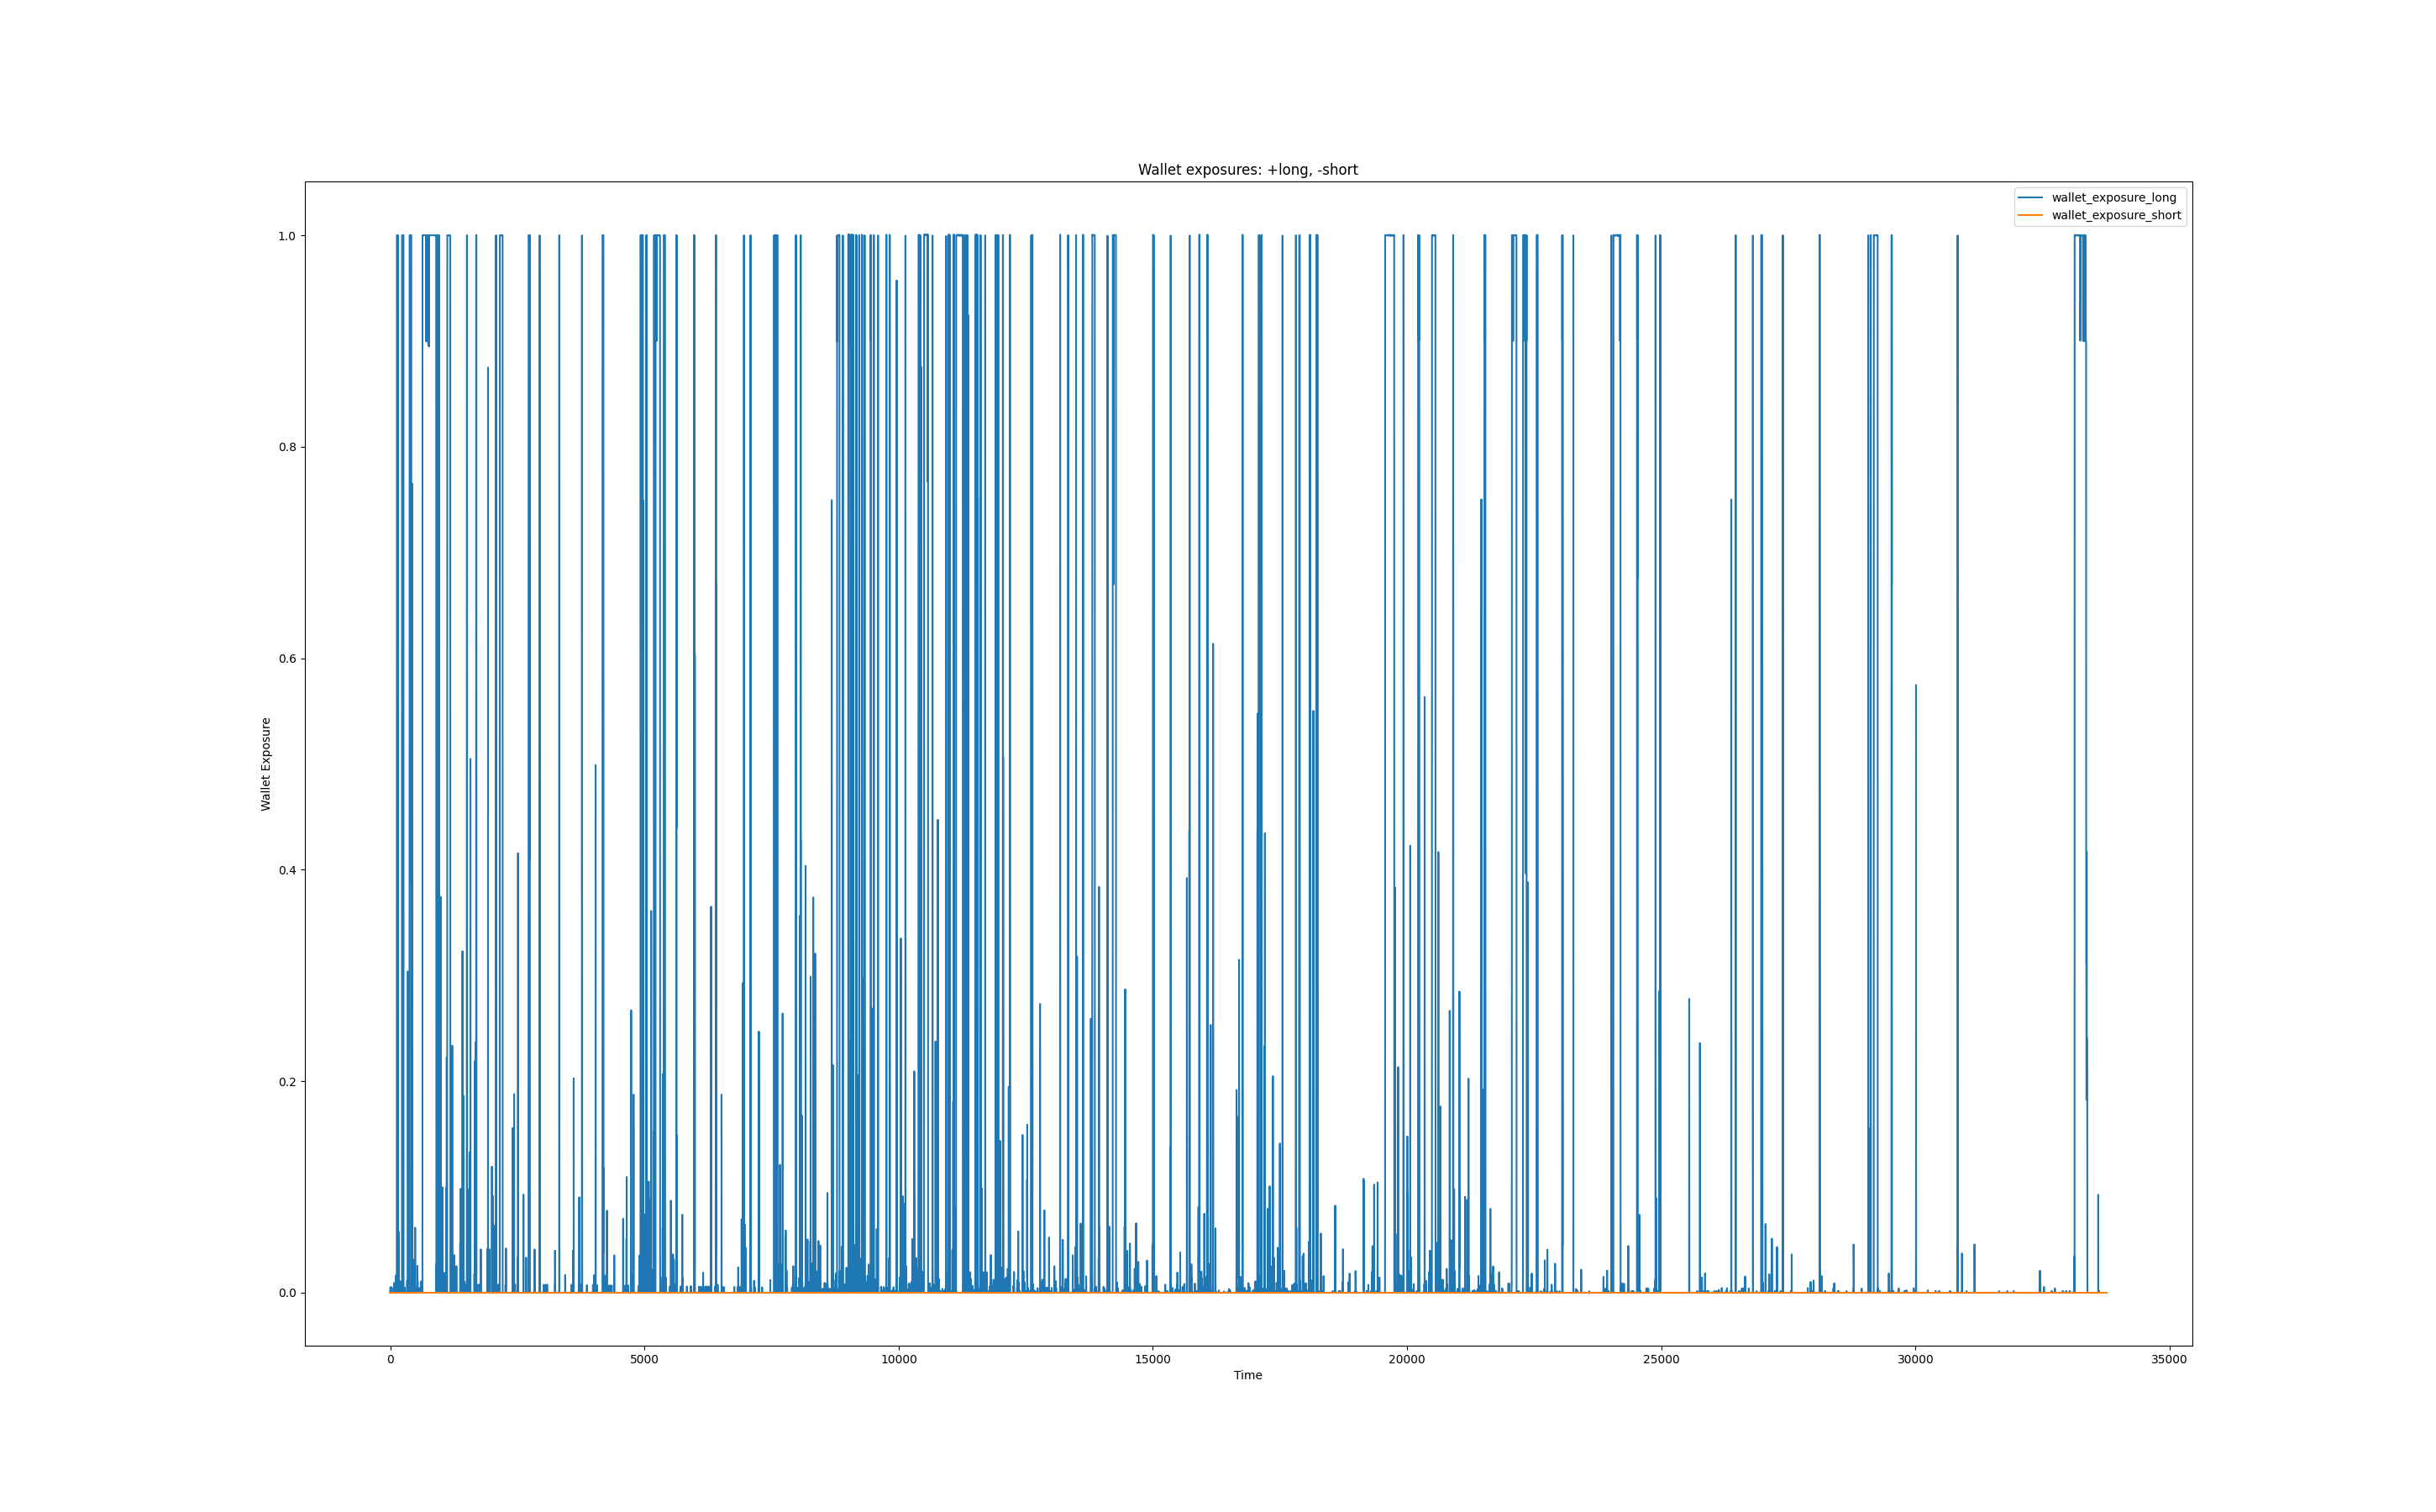 Wallet exposures: +long, -short
wallet_exposure_long
wallet_exposure_short
1.0
0.8
0.6
0.4
0.2
0.0
Wallet Exposure
0 5000 10000 15000 20000 25000 30000 35000
Time